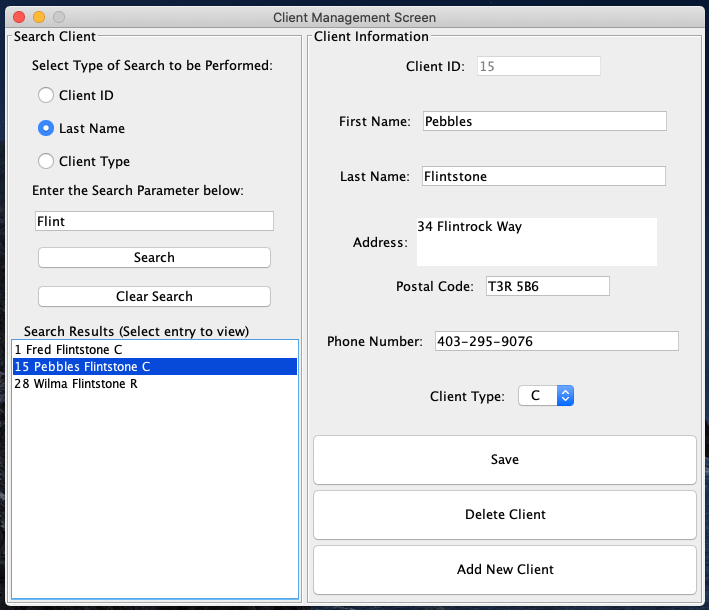 Client Management Screen
Search Client
Select Type of Search to be Performed:
Client ID
Last Name
Client Type
Enter the Search Parameter below:
Flint
Search
Clear Search
Search Results (Select entry to view)
1 Fred Flintstone C
15 Pebbles Flintstone C
28 Wilma Flintstone R
Client Information
Client ID: 15
First Name: Pebbles
Last Name: Flintstone
Address: 34 Flintrock Way
Postal Code: T3R 5B6
Phone Number: 403-295-9076
Client Type: C
Save
Delete Client
Add New Client